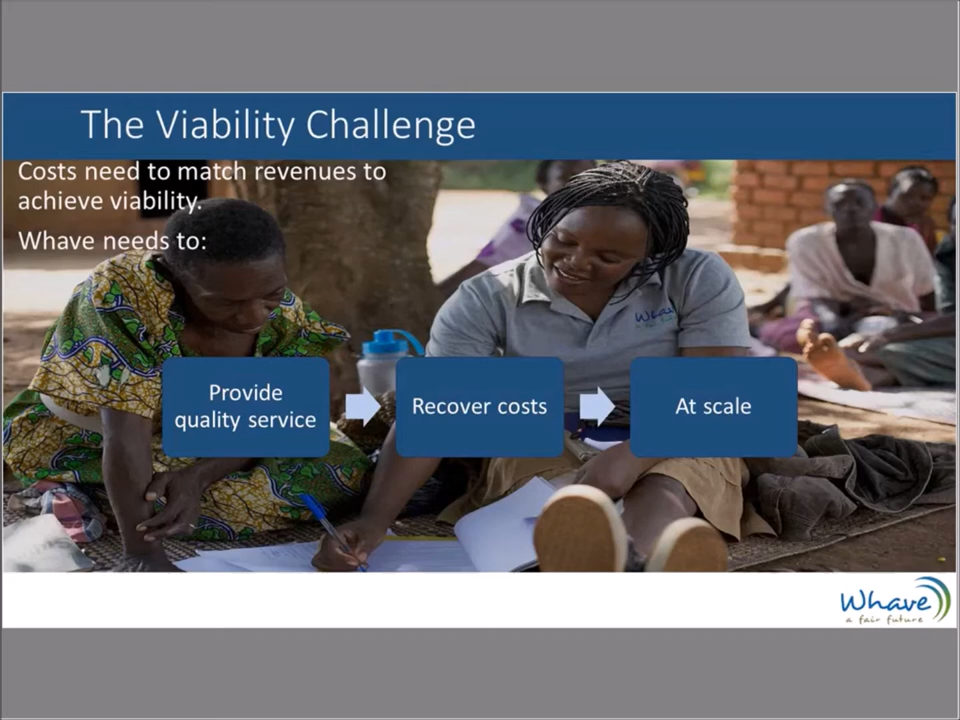 The Viability Challenge
Costs need to match revenues to
achieve viability.
Whave needs to:
Provide
quality service
Recover costs
At scale
Whave
Whave
a fair future